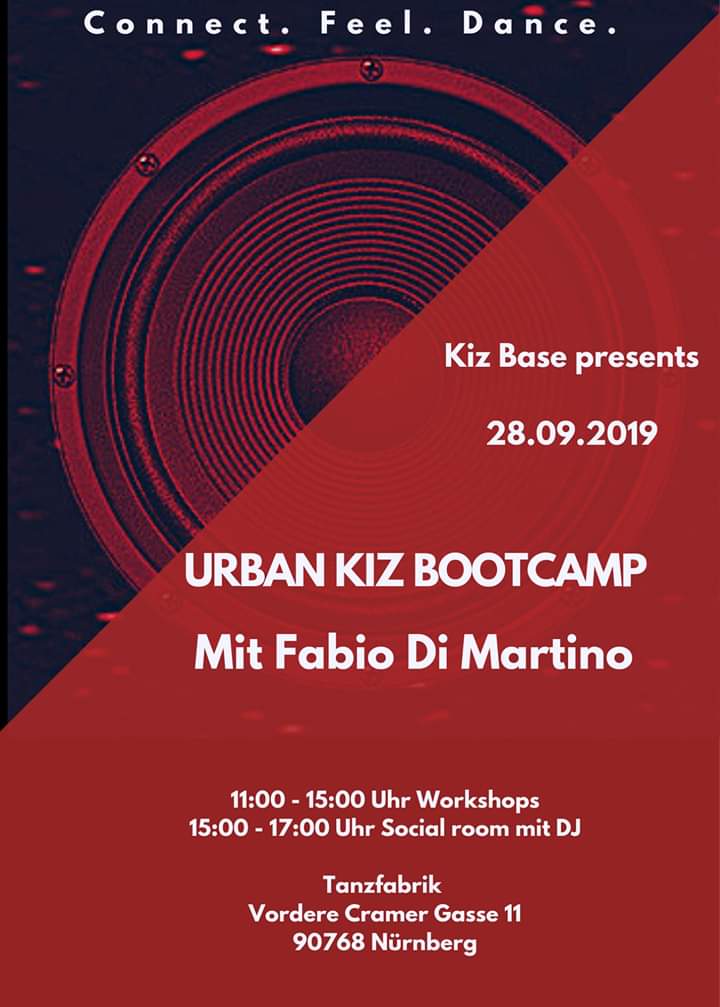 Connect. Feel. Dance.
Kiz Base presents
28.09.2019
URBAN KIZ BOOTCAMP
Mit Fabio Di Martino
11:00 - 15:00 Uhr Workshops
15:00 - 17:00 Uhr Social room mit DJ
Tanzfabrik
Vordere Cramer Gasse 11
90768 Nürnberg